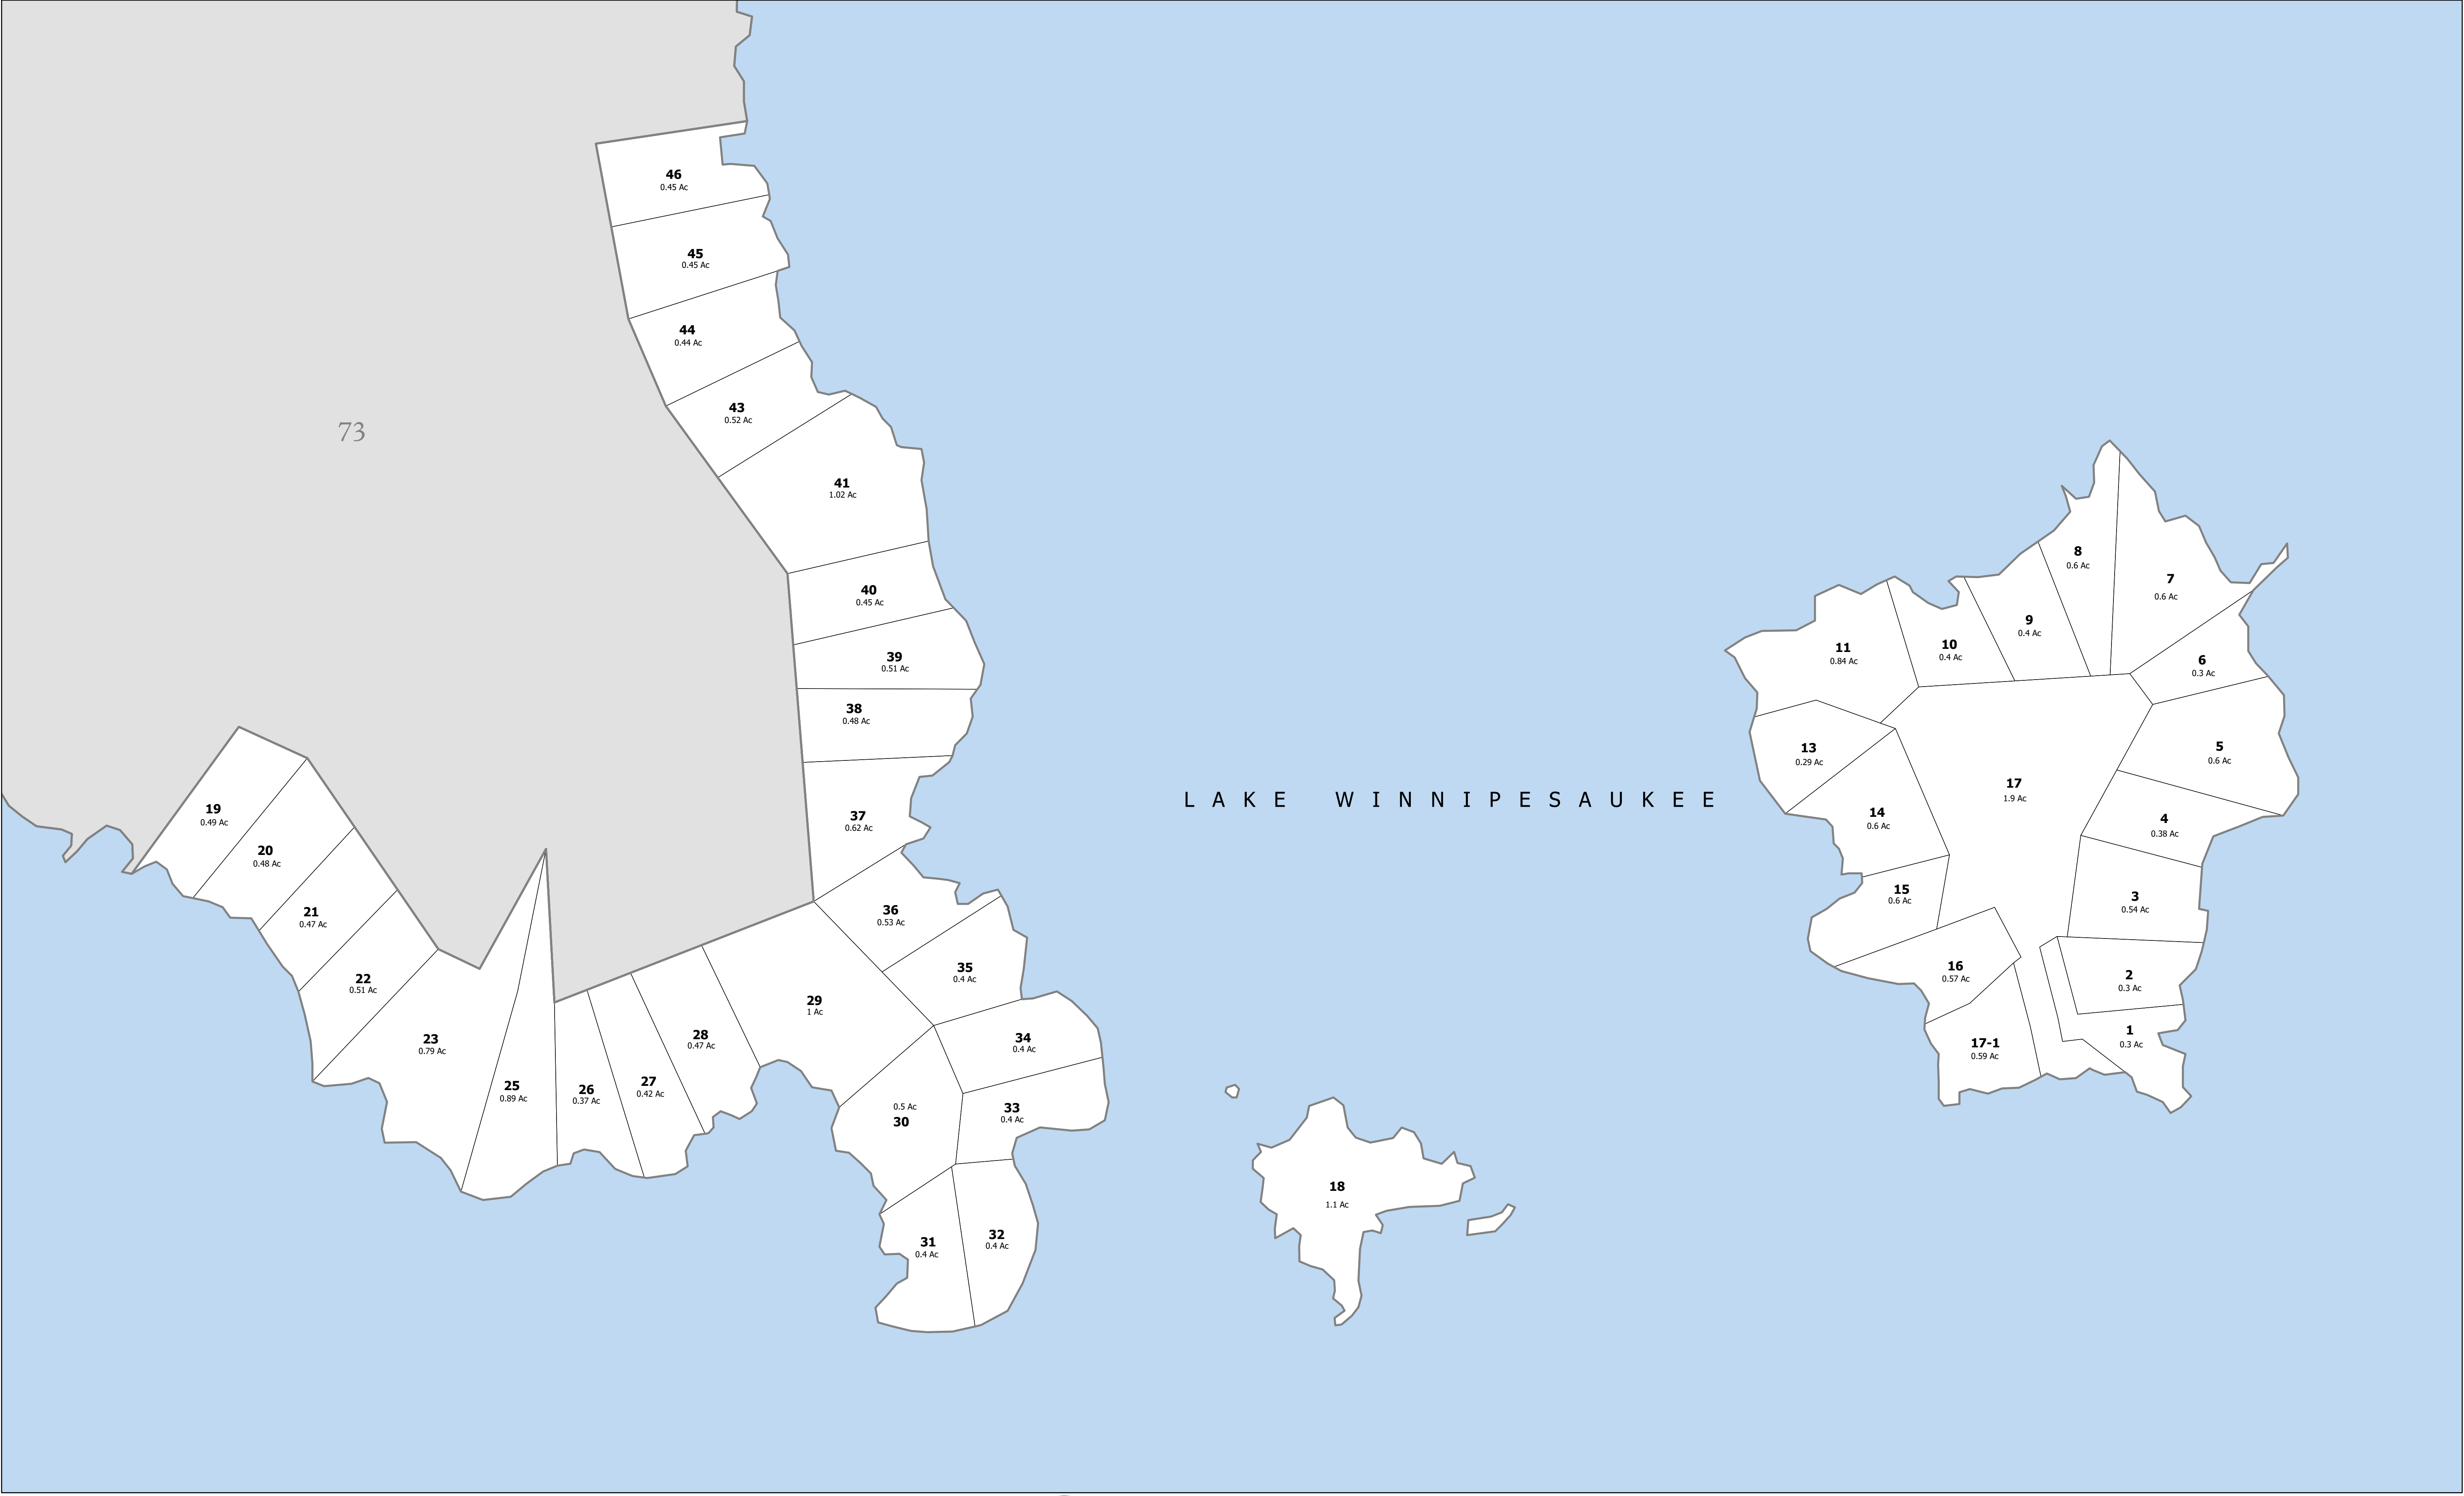 46
0.45 Ac
45
0.45 Ac
44
0.44 Ac
43
0.52 Ac
73
41
1.02 Ac
40
0.45 Ac
39
0.51 Ac
38
0.48 Ac
37
0.62 Ac
19
0.49 Ac
20
0.48 Ac
21
0.47 Ac
22
0.51 Ac
23
0.79 Ac
25
0.89 Ac
26
0.37 Ac
27
0.42 Ac
28
0.47 Ac
29
1 Ac
36
0.53 Ac
35
0.4 Ac
34
0.4 Ac
33
0.4 Ac
0.5 Ac
30
31
0.4 Ac
32
0.4 Ac
LAKE WINNIPESAUKEE
18
1.1 Ac
8
0.6 Ac
7
0.6 Ac
9
0.4 Ac
10
0.4 Ac
11
0.84 Ac
6
0.3 Ac
13
0.29 Ac
5
0.6 Ac
17
1.9 Ac
14
0.6 Ac
4
0.38 Ac
15
0.6 Ac
3
0.54 Ac
16
0.57 Ac
2
0.3 Ac
17-1
0.59 Ac
1
0.3 Ac